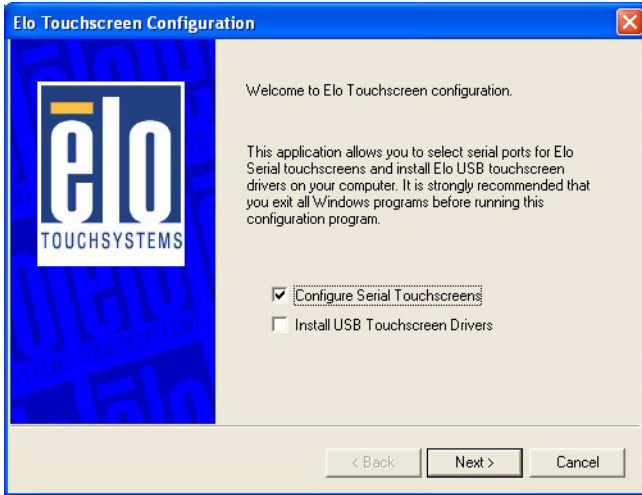 Elo Touchscreen Configuration
elo
TOUCHSYSTEMS
Welcome to Elo Touchscreen configuration.
This application allows you to select serial ports for Elo
Serial touchscreens and install Elo USB touchscreen
drivers on your computer. It is strongly recommended that
you exit all Windows programs before running this
configuration program.
Configure Serial Touchscreens
Install USB Touchscreen Drivers
< Back
Next >
Cancel